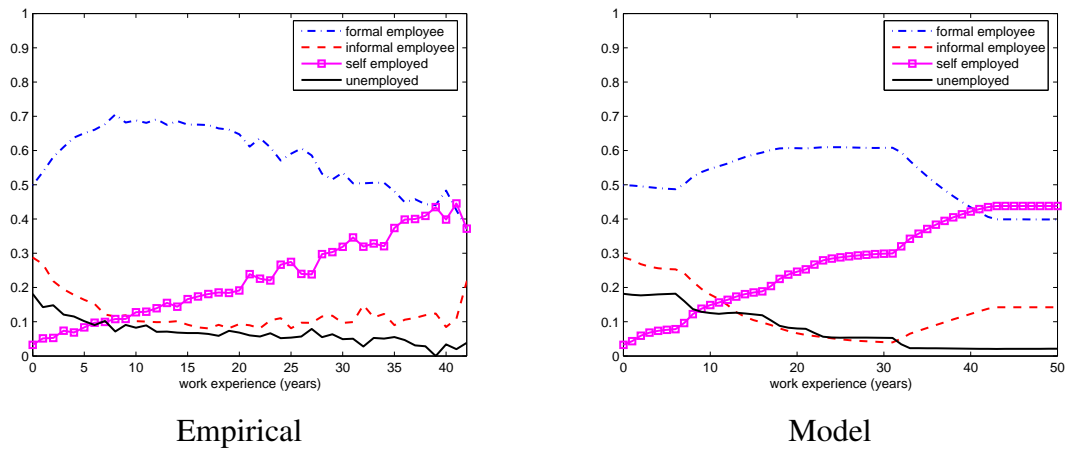 1
0.9
0.8
0.7
0.6
0.5
0.4
0.3
0.2
0.1
0
0 5 10 15 20 25 30 35 40
work experience (years)
formal employee
informal employee
self employed
unemployed
Empirical
1
0.9
0.8
0.7
0.6
0.5
0.4
0.3
0.2
0.1
0
0 10 20 30 40 50
work experience (years)
formal employee
informal employee
self employed
unemployed
Model